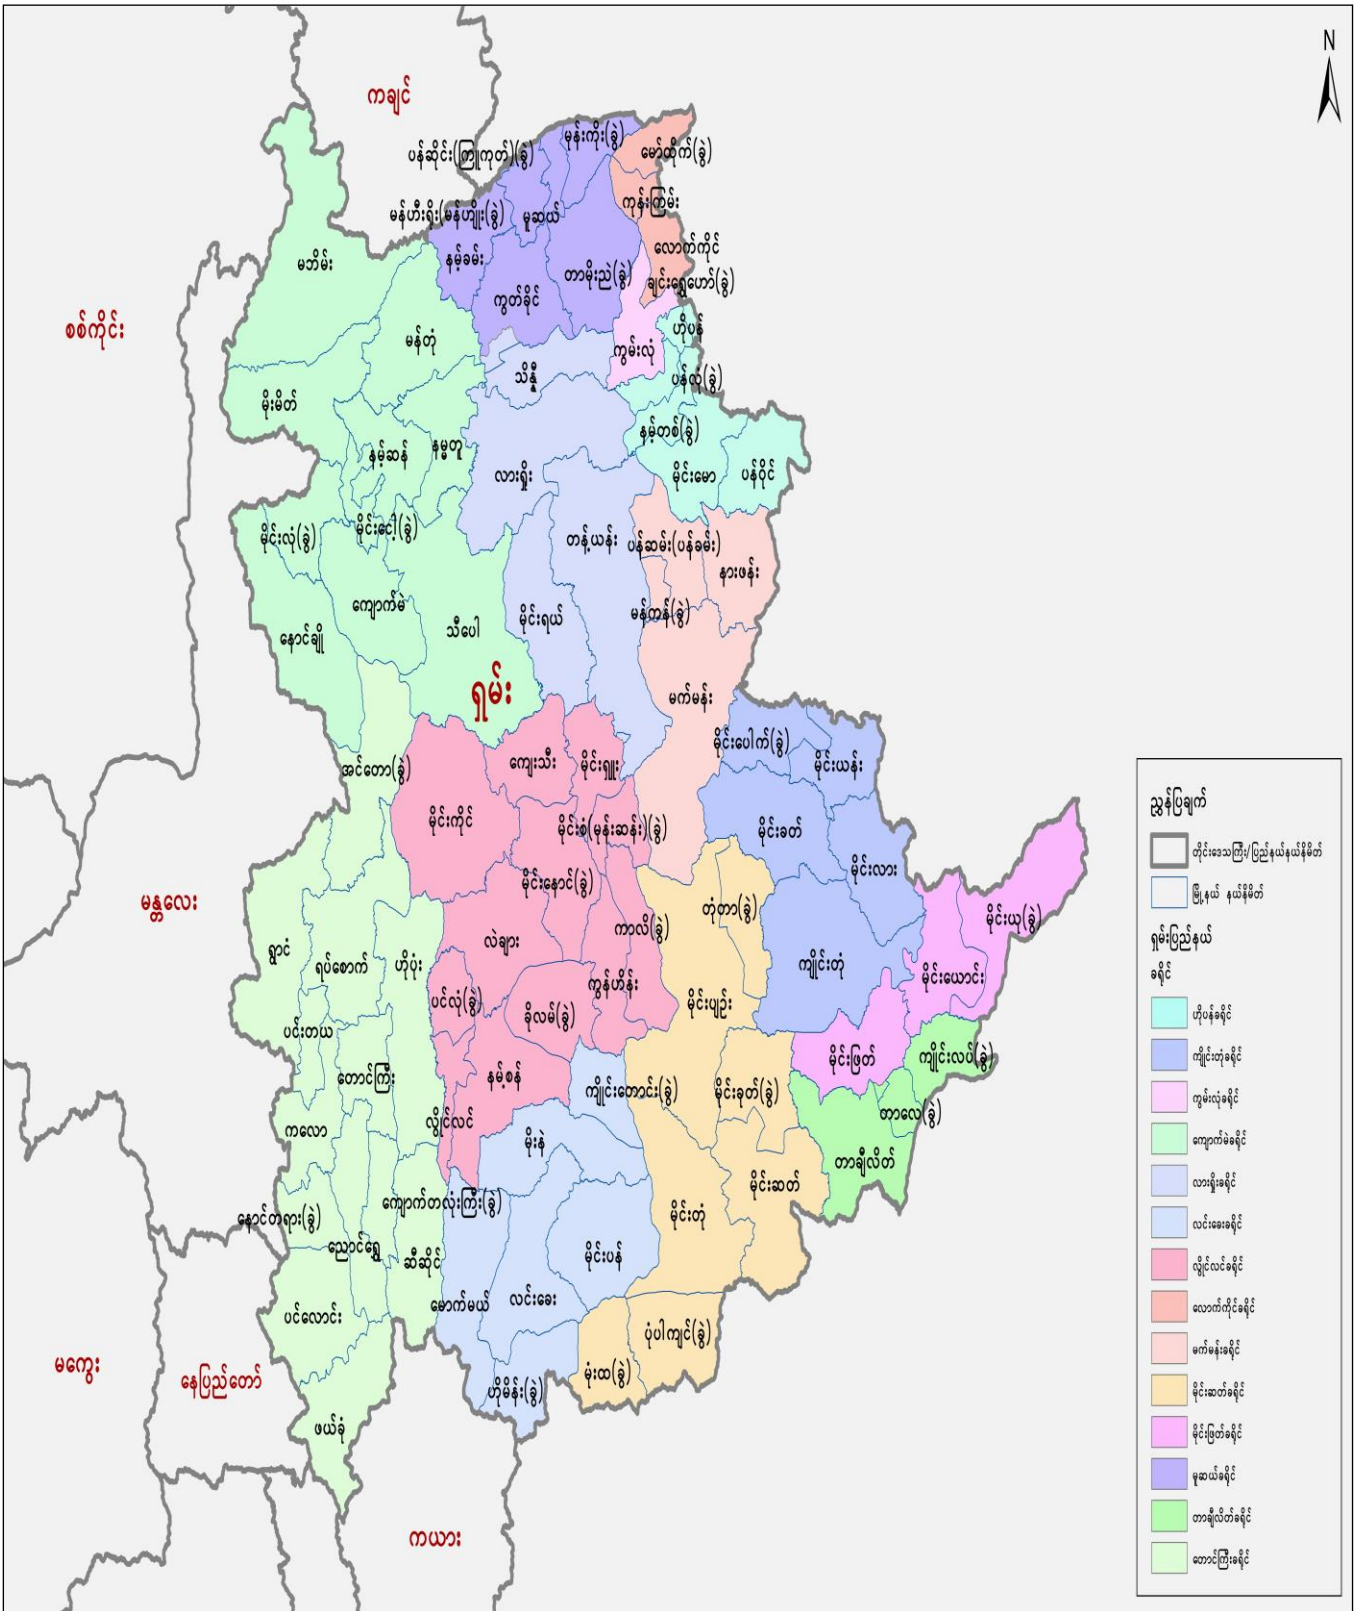 N
ကချင်
မုန်းကိုး(ခွဲ)
မော်ထိုက်(ခွဲ)
ပန်ဆိုင်း(ကြူကုတ်)(ခွဲ)
ကုန်းကြမ်း
မန်ဟီးရိုး(မန်ဟျိုး)(ခွဲ)
မူဆယ်
လောက်ကိုင်
နမ့်ခမ်း
တာမိုးညဲ(ခွဲ)
ချင်းရွှေဟော်(ခွဲ)
မဘိမ်း
ကွတ်ခိုင်
စစ်ကိုင်း
ဟိုပန်
မန်တုံ
ကွမ်းလုံ
သိန္နီ
ပန်လုံ(ခွဲ)
မိုးမိတ်
နမ့်တစ်(ခွဲ)
နမ့်ဆန်
နမ္မတူ
လားရှိုး
မိုင်းမော
ပန်ဝိုင်
မိုင်းလုံ(ခွဲ)
မိုင်းငေါ့(ခွဲ)
တန့်ယန်း
ပန်ဆမ်း(ပန်ခမ်း)
နားဖန်း
ကျောက်မဲ
မိုင်းရယ်
မန်ကန်(ခွဲ)
နောင်ချို
သီပေါ
ရှမ်း
မက်မန်း
မိုင်းပေါက်(ခွဲ)
မိုင်းယန်း
အင်တော(ခွဲ)
ကျေးသီး
မိုင်းရှူး
မိုင်းကိုင်
မိုင်းစံ(မုန်းဆန်း)(ခွဲ)
မိုင်းခတ်
မိုင်းလား
မိုင်းနောင်(ခွဲ)
မန္တလေး
တုံတာ(ခွဲ)
ကာလိ(ခွဲ)
မိုင်းယု(ခွဲ)
ရွာငံ
ရပ်စောက်
ဟိုပုံး
လဲချား
ကျိုင်းတုံ
မိုင်းယောင်း
ကွန်ဟိန်း
ပင်လုံ(ခွဲ)
ခိုလမ်(ခွဲ)
မိုင်းပျဉ်း
ပင်းတယ
တောင်ကြီး
နမ့်စန်
မိုင်းဖြတ်
ကျိုင်းလပ်(ခွဲ)
ကျိုင်းတောင်း(ခွဲ)
မိုင်းခုတ်(ခွဲ)
တာလေ(ခွဲ)
ကလော
လွိုင်လင်
မိုးနဲ
တာချီလိတ်
မိုင်းဆတ်
ကျောက်တလုံးကြီး(ခွဲ)
နောင်တရား(ခွဲ)
မိုင်းတုံ
ညောင်ရွှေ
ဆီဆိုင်
မိုင်းပန်
ပင်လောင်း
မောက်မယ်
လင်းခေး
ပုံပါကျင်(ခွဲ)
မကွေး
နေပြည်တော်
မုံးထ(ခွဲ)
ဟိုမိန်း(ခွဲ)
ဖယ်ခုံ
ကယား
ညွှန်ပြချက်
တိုင်းဒေသကြီး/ပြည်နယ်နယ်နိမိတ်
မြို့နယ် နယ်နိမိတ်
ရှမ်းပြည်နယ်
ခရိုင်
ဟိုပန်ခရိုင်
ကျိုင်းတုံခရိုင်
ကွမ်းလုံခရိုင်
ကျောက်မဲခရိုင်
လားရှိုးခရိုင်
လင်းခေးခရိုင်
လွိုင်လင်ခရိုင်
လောက်ကိုင်ခရိုင်
မက်မန်းခရိုင်
မိုင်းဆတ်ခရိုင်
မိုင်းဖြတ်ခရိုင်
မူဆယ်ခရိုင်
တာချီလိတ်ခရိုင်
တောင်ကြီးခရိုင်